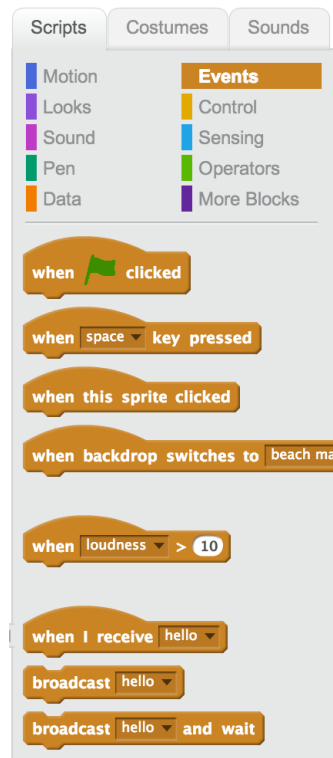 Scripts Costumes Sounds
Motion Events
Looks Control
Sound Sensing
Pen Operators
Data More Blocks
when clicked
when space key pressed
when this sprite clicked
when backdrop switches to beach
when loudness > 10
when I receive hello
broadcast hello
broadcast hello and wait